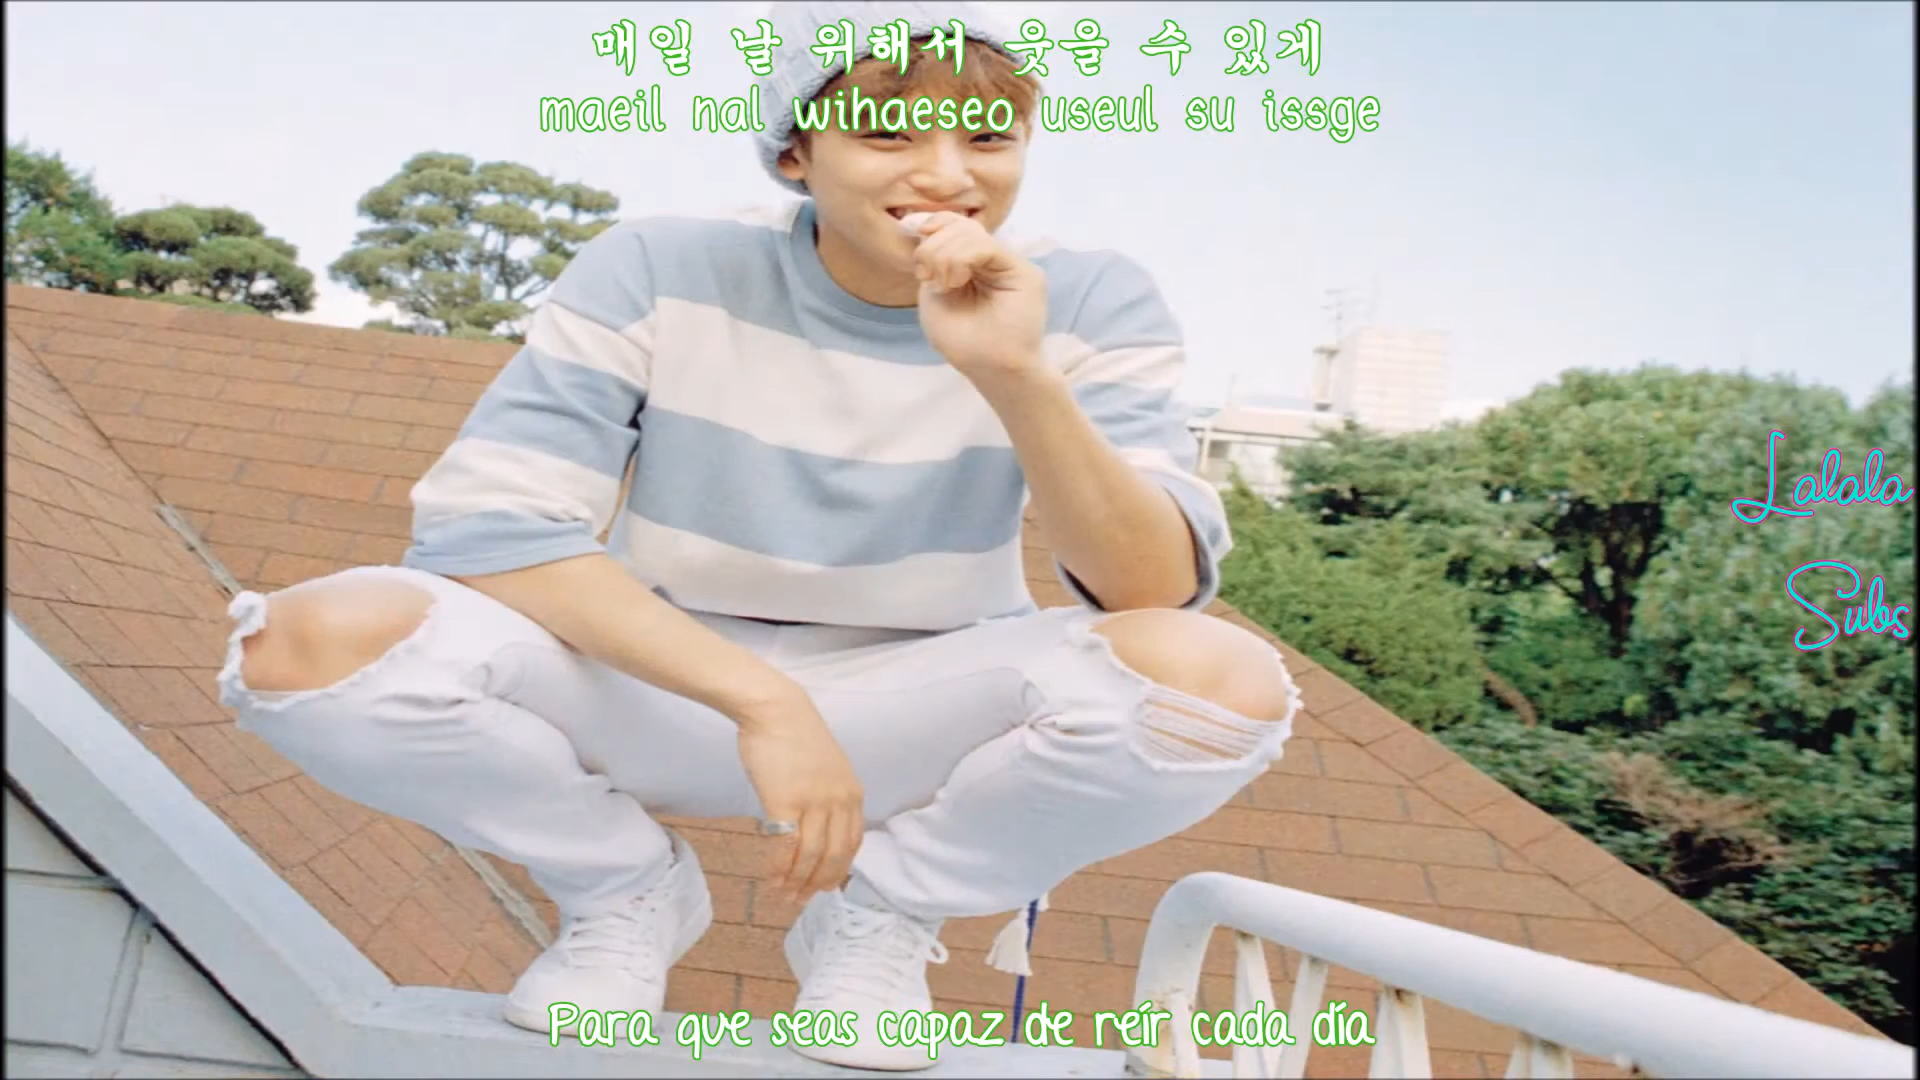 매일 날 위해서 웃을 수 있게
maeil nal wihaeseo useul su issge
Lalala
Subs
Para que seas capaz de reír cada día